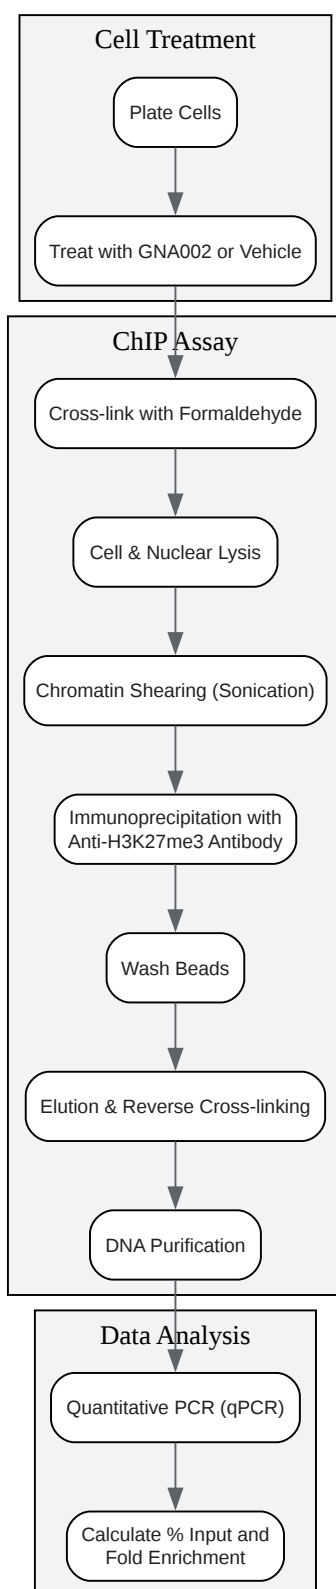 Cell Treatment
Plate Cells
Treat with GNA002 or Vehicle
ChIP Assay
Cross-link with Formaldehyde
Cell & Nuclear Lysis
Chromatin Shearing (Sonication)
Immunoprecipitation with
Anti-H3K27me3 Antibody
Wash Beads
Elution & Reverse Cross-linking
DNA Purification
Data Analysis
Quantitative PCR (qPCR)
Calculate % Input and
Fold Enrichment